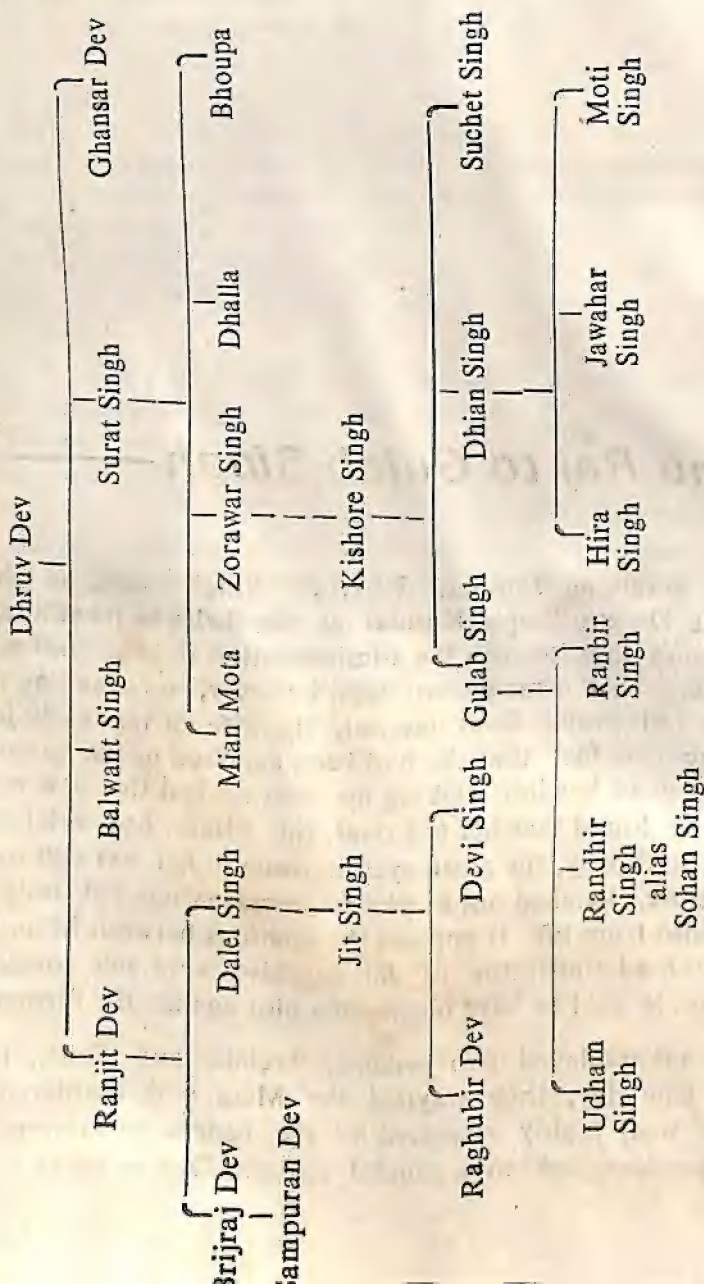 Dhruv Dev
Ranjit Dev Balwant Singh Surat Singh Ghansar Dev
Brijraj Dev Dalel Singh Mian Mota Zorawar Singh Dhalla Bhoupa
Sampuran Dev
Jit Singh Kishore Singh
Raghubir Dev Devi Singh Gulab Singh Dhian Singh Suchet Singh
Udham Randhir Ranbir Hira Jawahar Moti
Singh Singh Singh Singh Singh Singh
alias
Sohan Singh